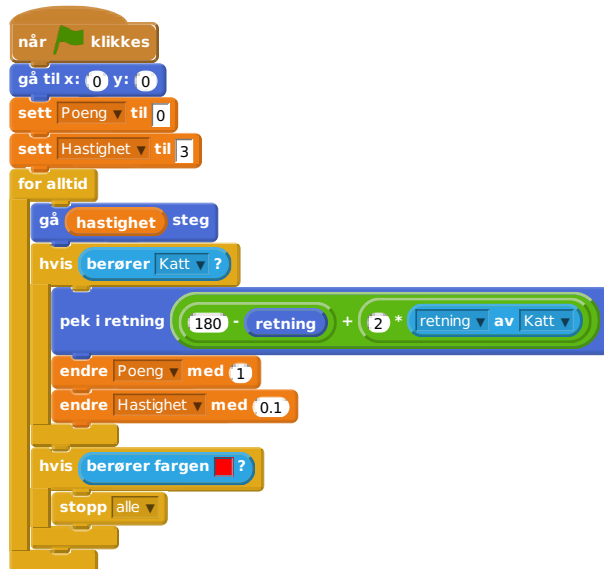 når klikkes
gå til x: 0 y: 0
sett Poeng til 0
sett Hastighet til 3
for alltid
gå hastighet steg
hvis berører Katt ?
pek i retning 180 - retning + 2 * retning av Katt
endre Poeng med 1
endre Hastighet med 0.1
hvis berører fargen ?
stopp alle